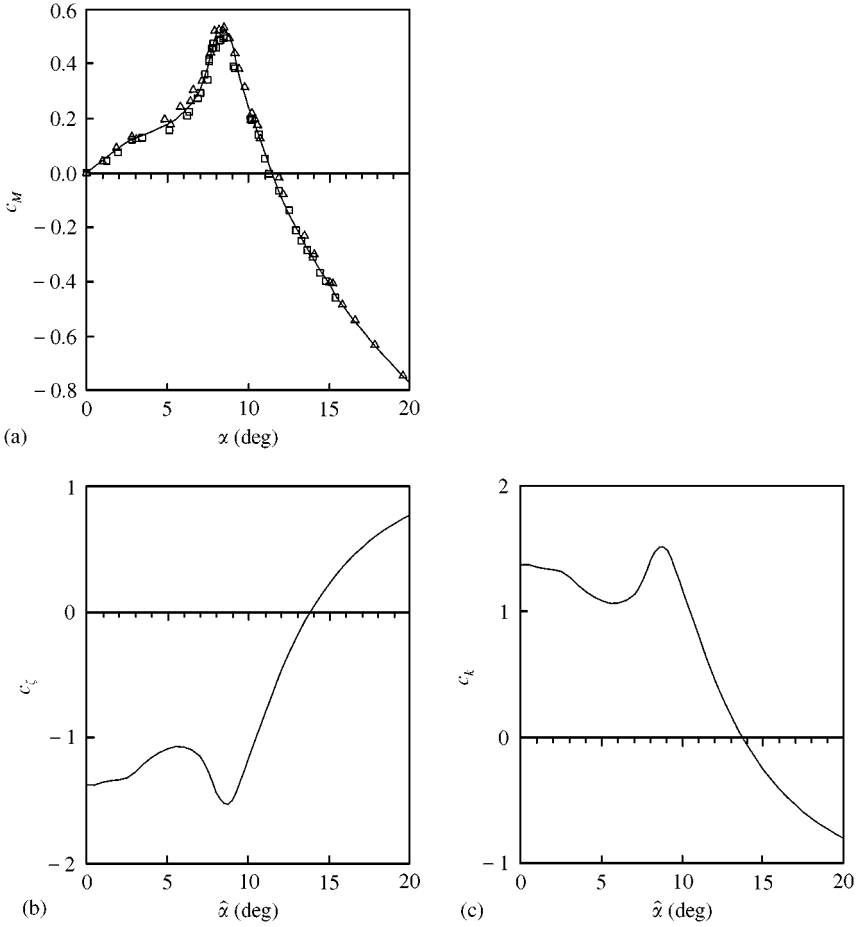 0.6
0.4
0.2
0.0
− 0.2
− 0.4
− 0.6
− 0.8
c_M
0 5 10 15 20
α (deg)
(a)
1
0
− 1
− 2
c_ζ
0 5 10 15 20
α̂ (deg)
(b)
2
1
0
− 1
c_k
0 5 10 15 20
α̂ (deg)
(c)